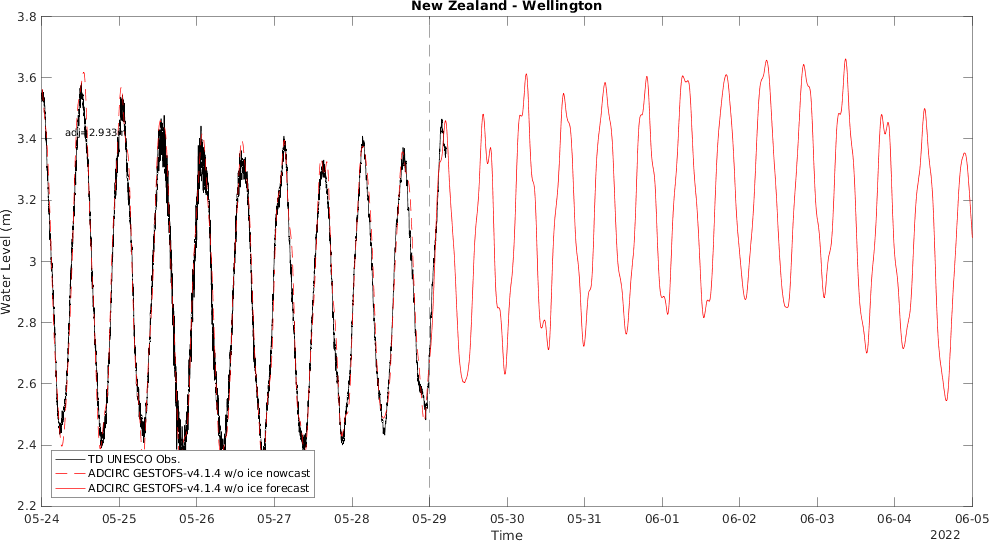 New Zealand - Wellington
3.8
3.6
3.4
3.2
3
2.8
2.6
2.4
2.2
Water Level (m)
adj=2.933m
TD UNESCO Obs.
ADCIRC GESTOFS-v4.1.4 w/o ice nowcast
ADCIRC GESTOFS-v4.1.4 w/o ice forecast
05-24 05-25 05-26 05-27 05-28 05-29 05-30 05-31 06-01 06-02 06-03 06-04 06-05
Time
2022